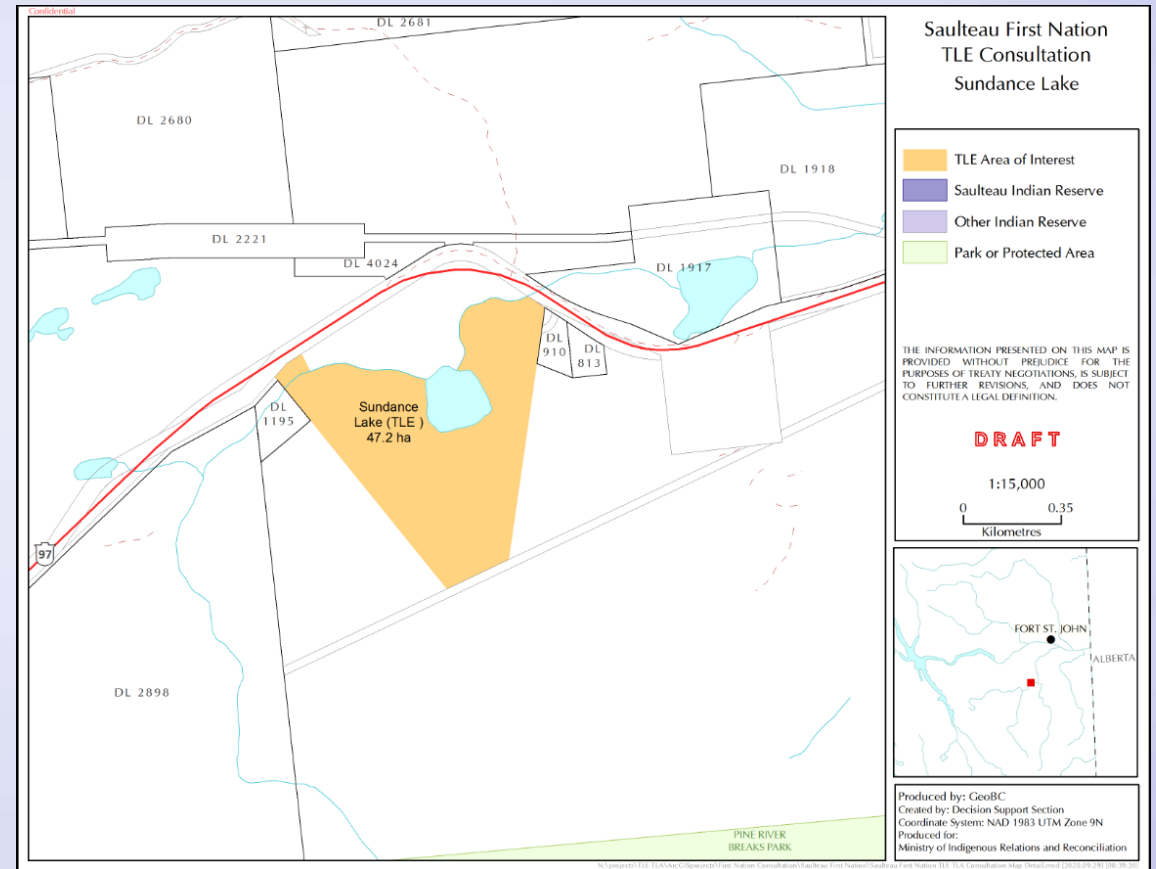 Confidential
Saulteau First Nation
TLE Consultation
Sundance Lake
TLE Area of Interest
Saulteau Indian Reserve
Other Indian Reserve
Park or Protected Area
THE INFORMATION PRESENTED ON THIS MAP IS
PROVIDED WITHOUT PREJUDICE FOR THE
PURPOSES OF TREATY NEGOTIATIONS, IS SUBJECT
TO FURTHER REVISIONS, AND DOES NOT
CONSTITUTE A LEGAL DEFINITION.
DRAFT
1:15,000
0 0.35
Kilometres
DL 2681
DL 2680
DL 1918
DL 2221
DL 4024
DL 1917
DL
910
DL
813
DL
1195
Sundance
Lake (TLE )
47.2 ha
97
DL 2898
PINE RIVER
BREAKS PARK
FORT ST. JOHN
ALBERTA
Produced by: GeoBC
Created by: Decision Support Section
Coordinate System: NAD 1983 UTM Zone 9N
Produced for:
Ministry of Indigenous Relations and Reconciliation